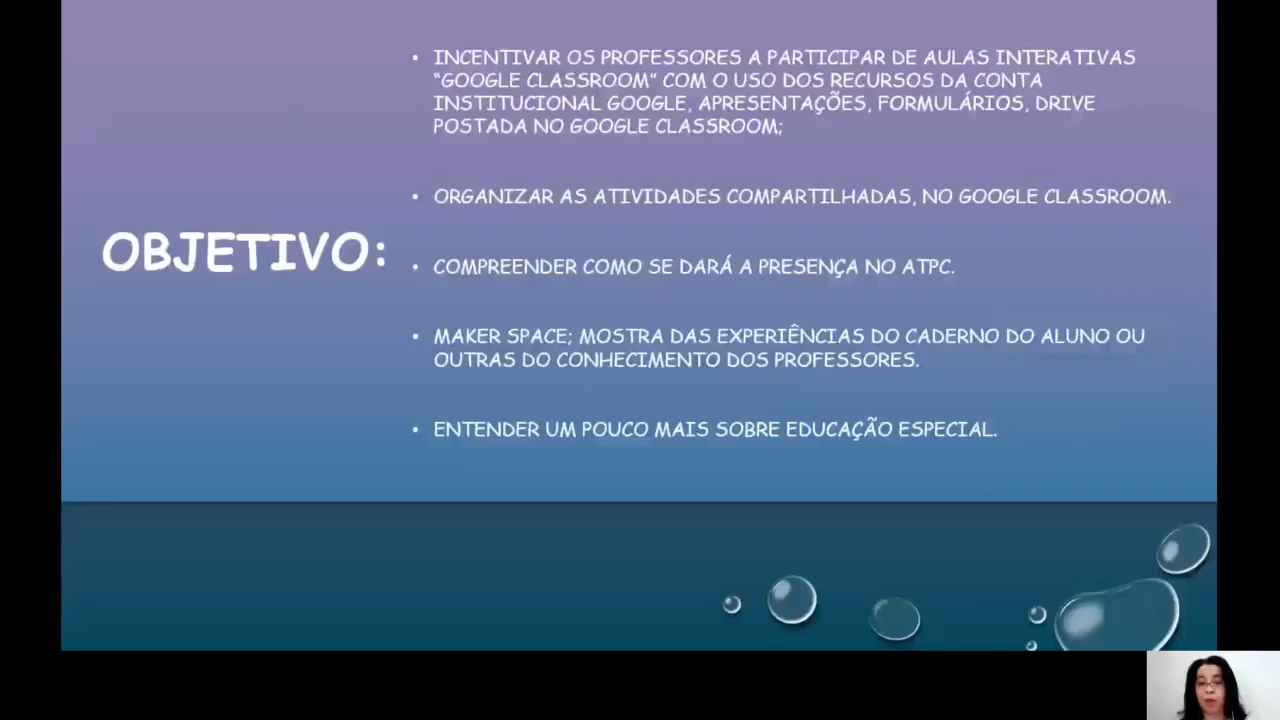 OBJETIVO:
• INCENTIVAR OS PROFESSORES A PARTICIPAR DE AULAS INTERATIVAS
“GOOGLE CLASSROOM” COM O USO DOS RECURSOS DA CONTA
INSTITUCIONAL GOOGLE, APRESENTAÇÕES, FORMULÁRIOS, DRIVE
POSTADA NO GOOGLE CLASSROOM;
• ORGANIZAR AS ATIVIDADES COMPARTILHADAS, NO GOOGLE CLASSROOM.
• COMPREENDER COMO SE DARÁ A PRESENÇA NO ATPC.
• MAKER SPACE; MOSTRA DAS EXPERIÊNCIAS DO CADERNO DO ALUNO OU
OUTRAS DO CONHECIMENTO DOS PROFESSORES.
• ENTENDER UM POUCO MAIS SOBRE EDUCAÇÃO ESPECIAL.